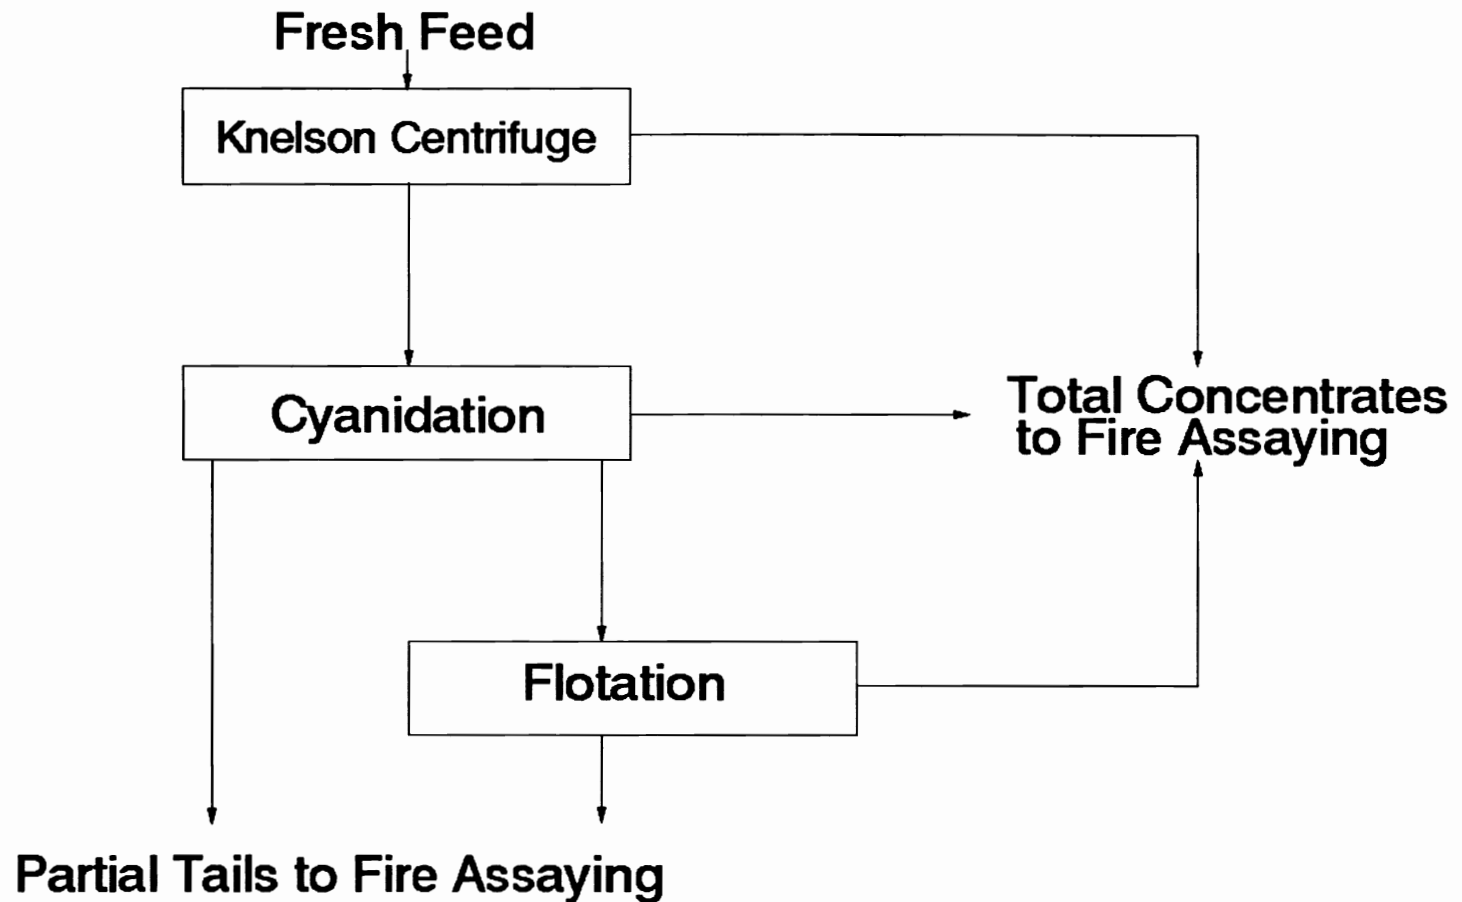 Fresh Feed
Knelson Centrifuge
Cyanidation
Total Concentrates
to Fire Assaying
Flotation
Partial Tails to Fire Assaying